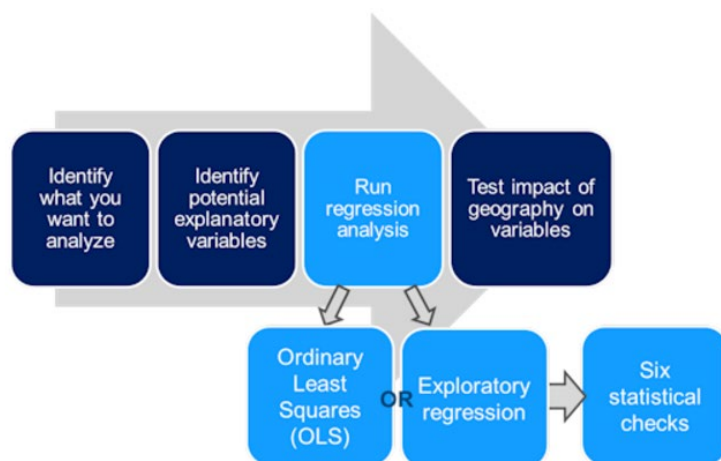 Identify
what you
want to
analyze
Identify
potential
explanatory
variables
Run
regression
analysis
Test impact of
geography on
variables
Ordinary
Least
Squares
(OLS)
OR
Exploratory
regression
Six
statistical
checks